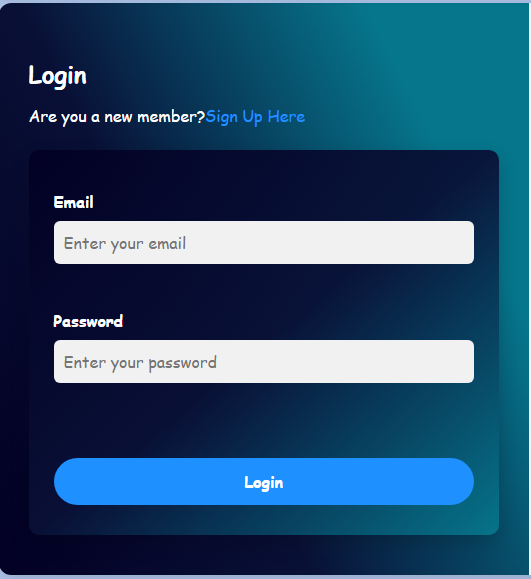 Login
Are you a new member?Sign Up Here
Email
Enter your email
Password
Enter your password
Login